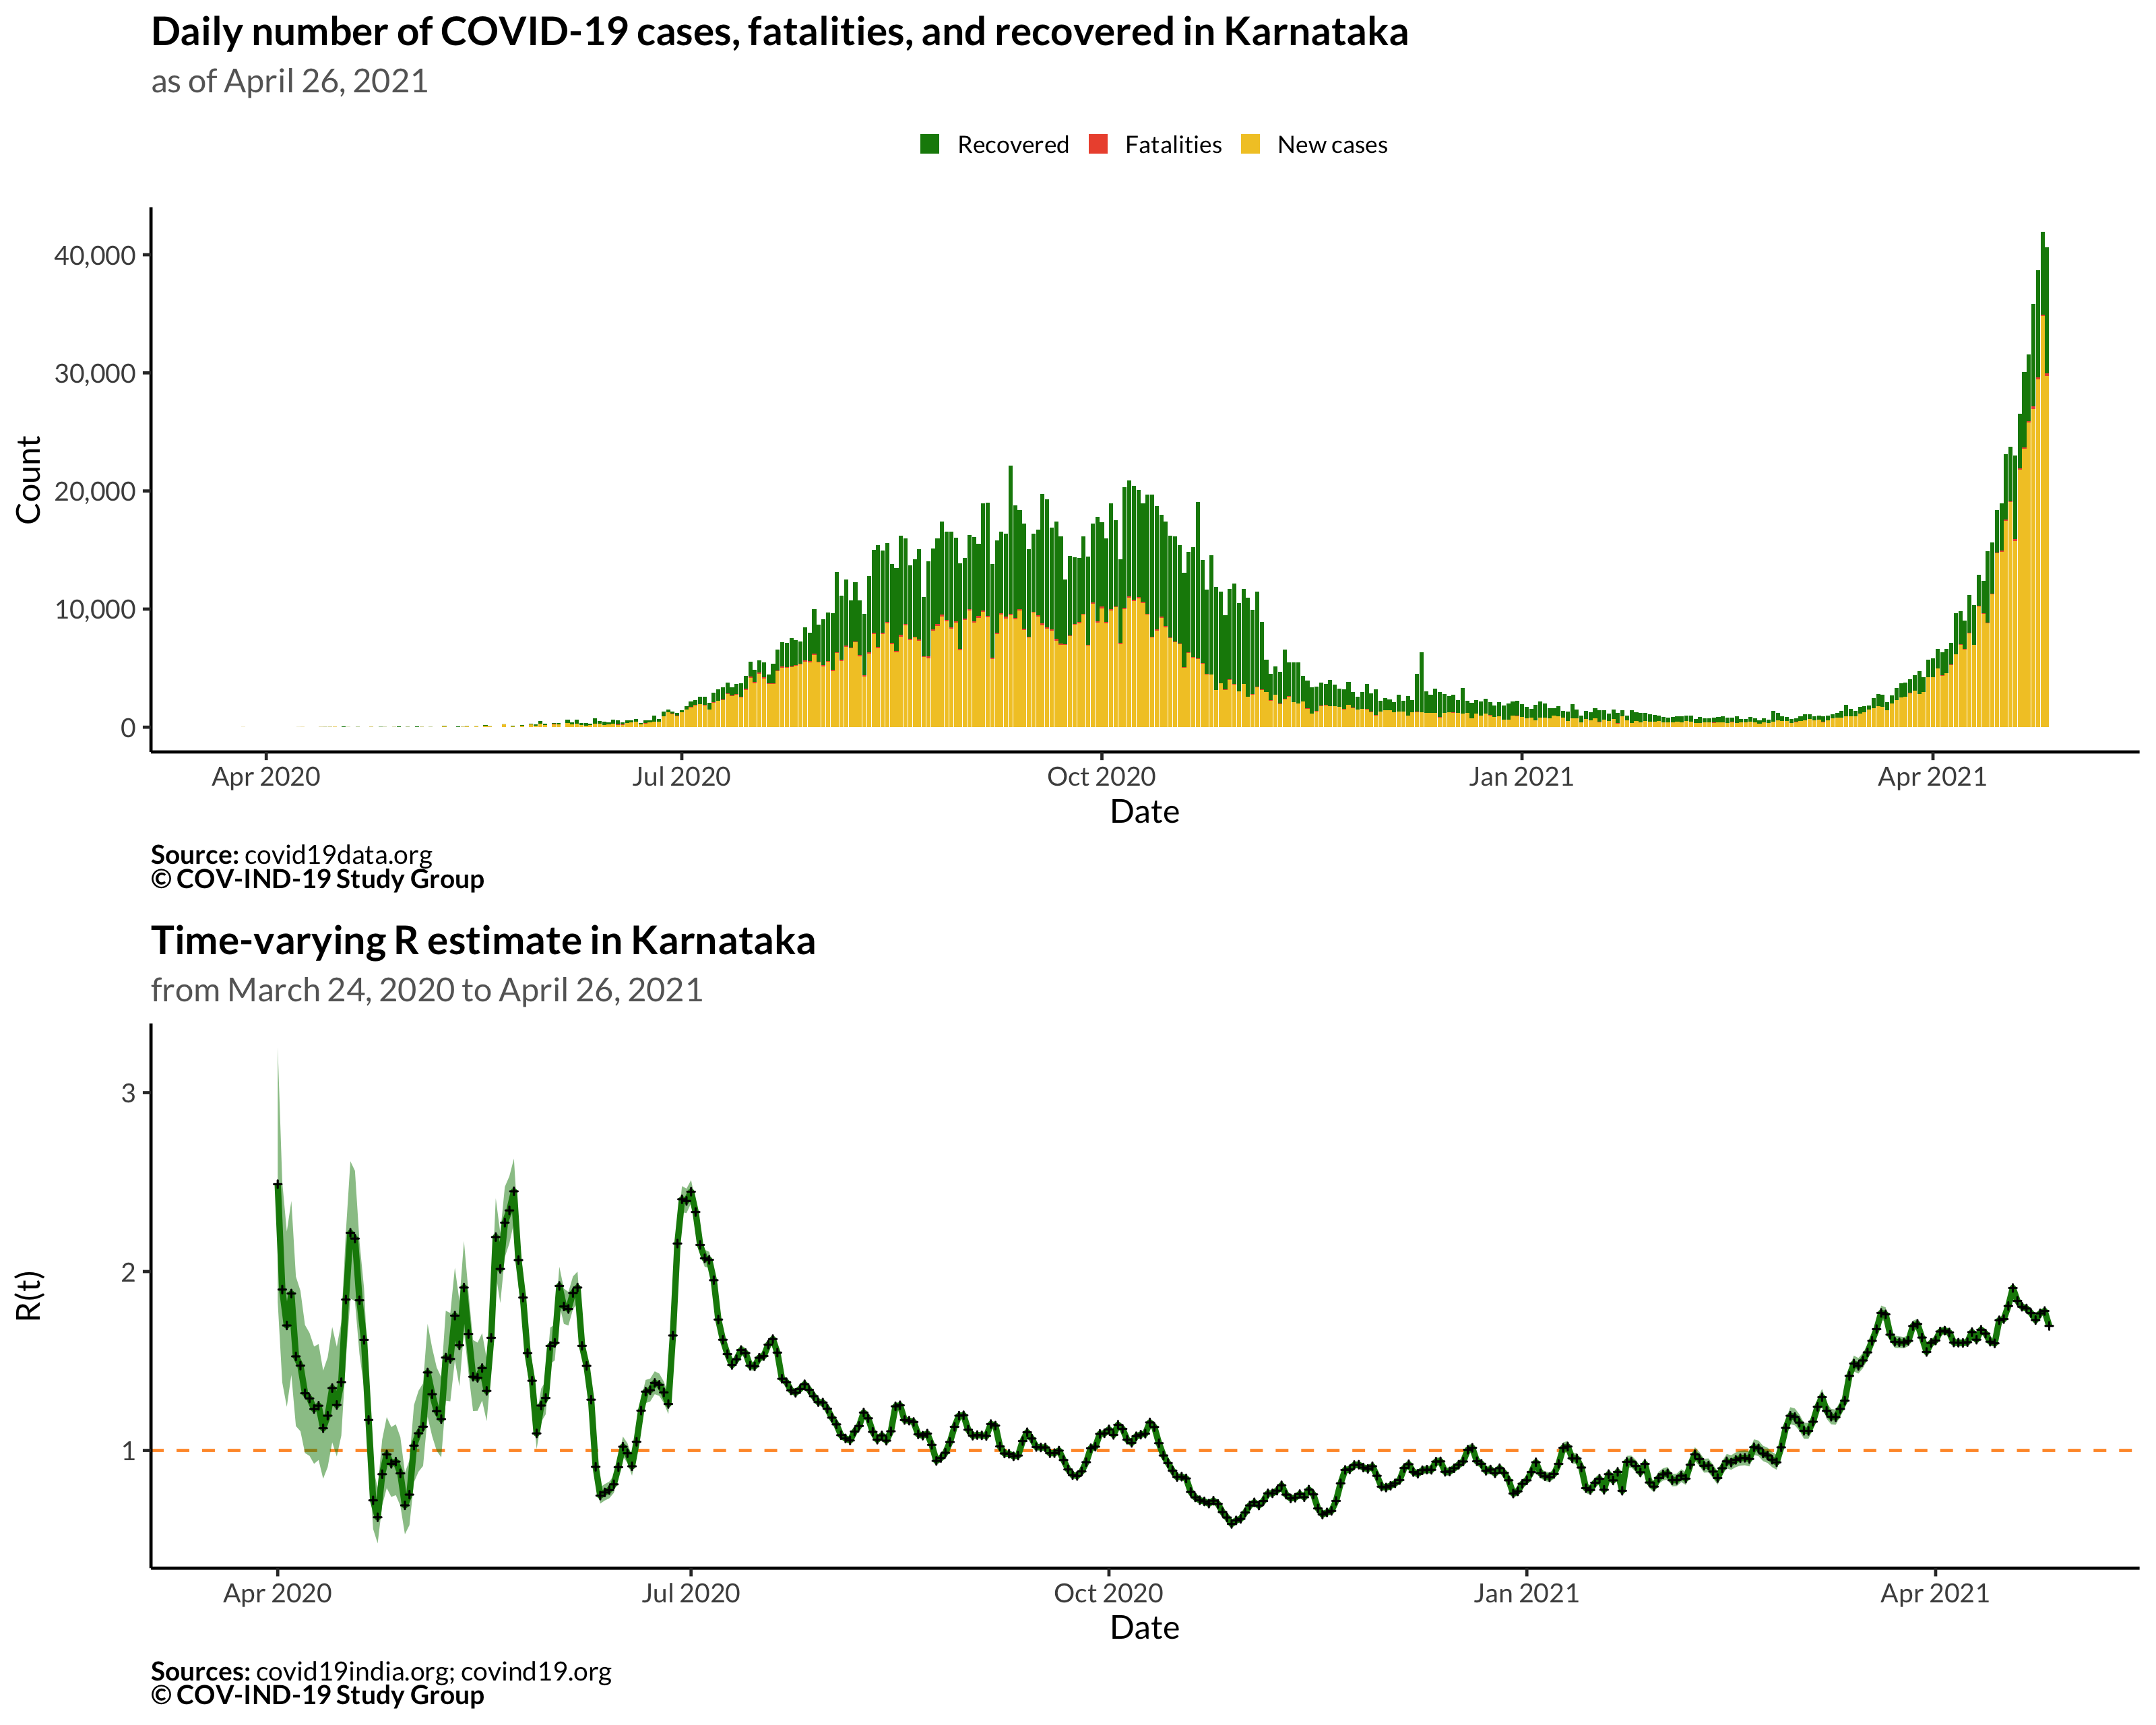 Daily number of COVID-19 cases, fatalities, and recovered in Karnataka
as of April 26, 2021
Recovered Fatalities New cases
Count
40,000
30,000
20,000
10,000
0
Apr 2020 Jul 2020 Oct 2020 Jan 2021 Apr 2021
Date
Source: covid19data.org
© COV-IND-19 Study Group
Time-varying R estimate in Karnataka
from March 24, 2020 to April 26, 2021
R(t)
3
2
1
Apr 2020 Jul 2020 Oct 2020 Jan 2021 Apr 2021
Date
Sources: covid19india.org; covind19.org
© COV-IND-19 Study Group